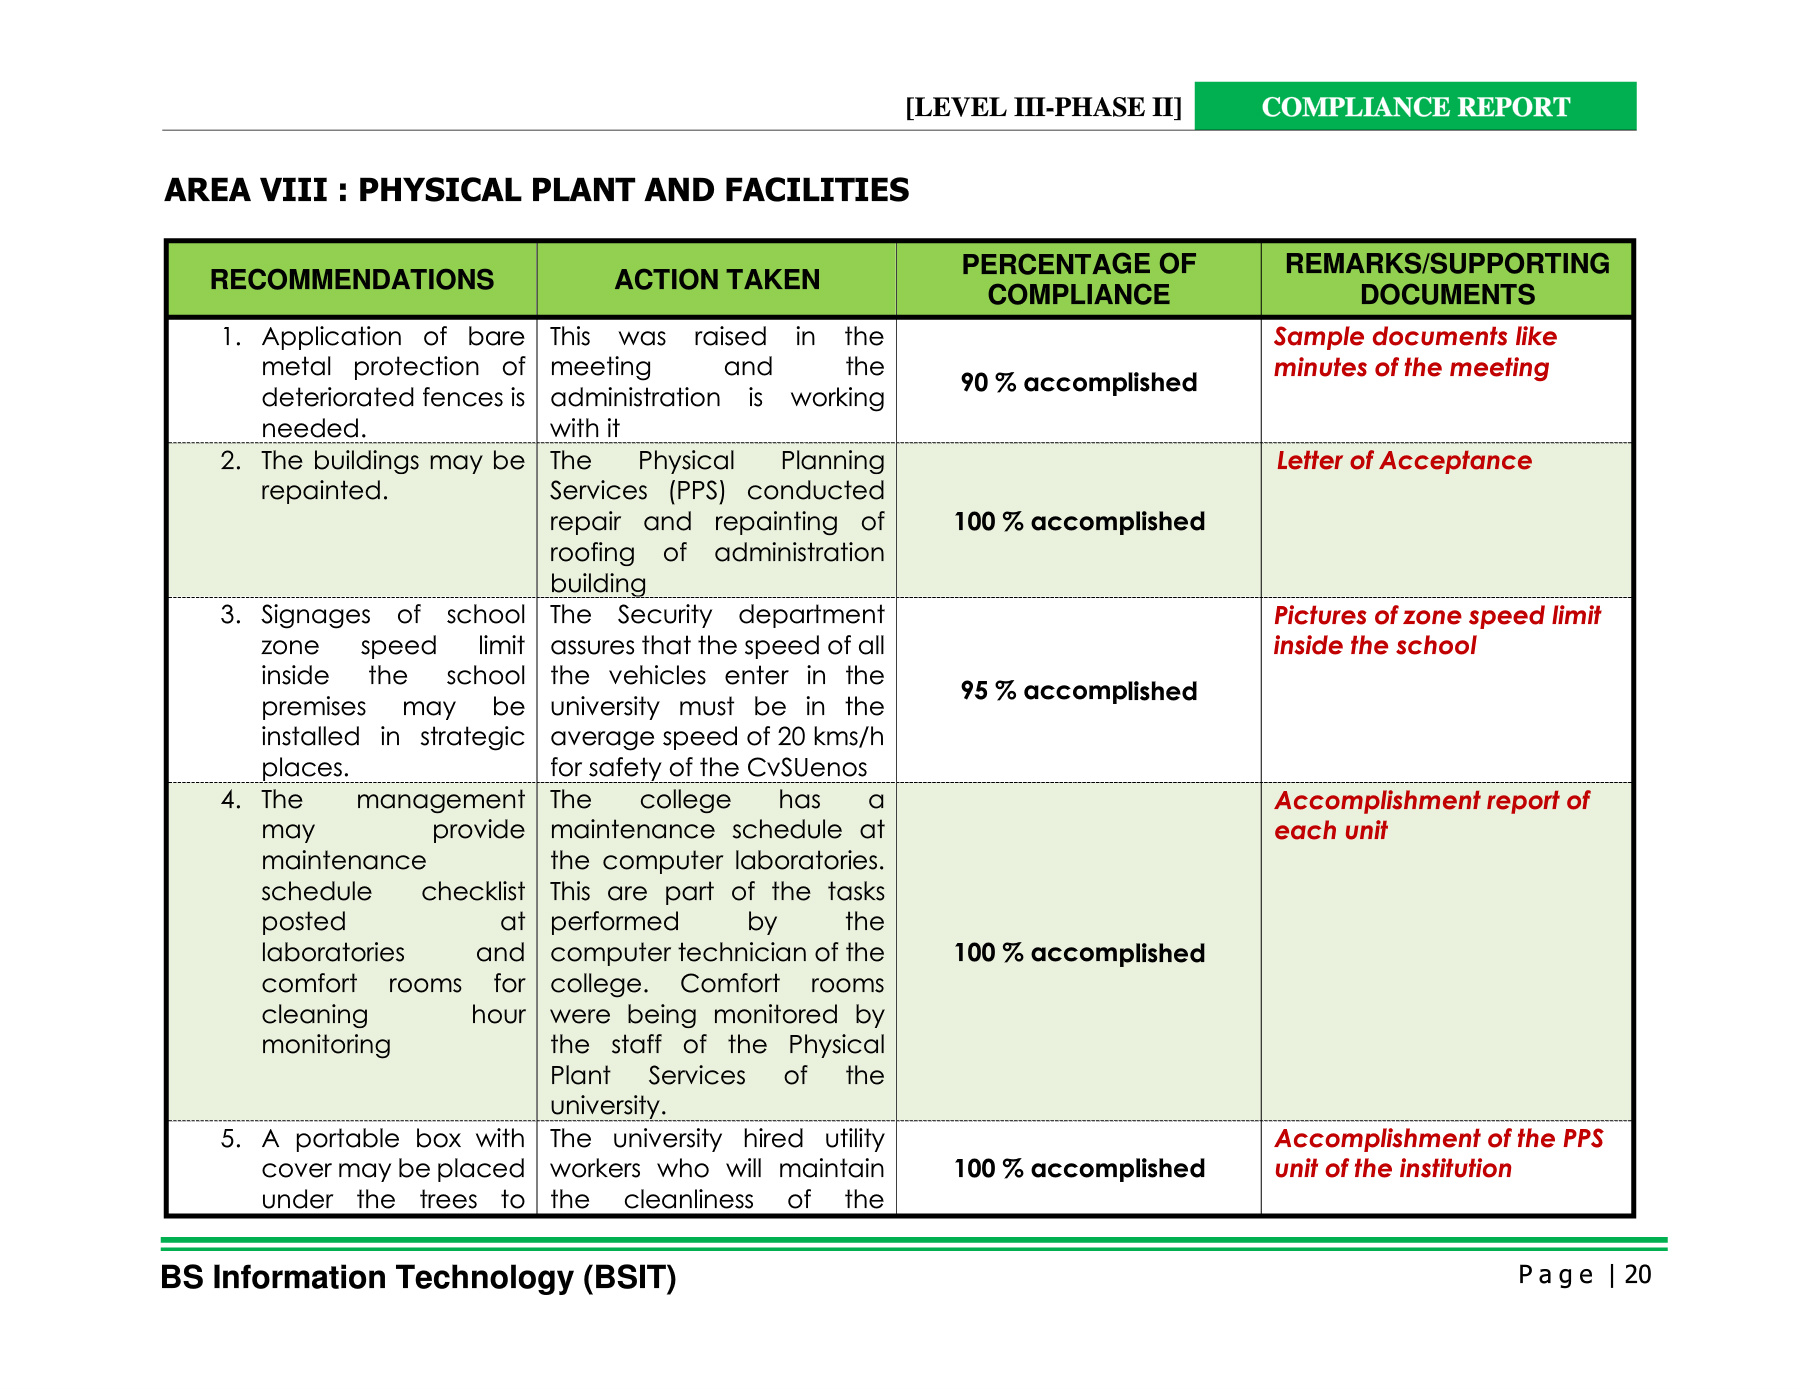 [LEVEL III-PHASE II] COMPLIANCE REPORT
AREA VIII : PHYSICAL PLANT AND FACILITIES
RECOMMENDATIONS
ACTION TAKEN
PERCENTAGE OF
COMPLIANCE
REMARKS/SUPPORTING
DOCUMENTS
1. Application of bare
metal protection of
deteriorated fences is
needed.
This was raised in the
meeting and the
administration is working
with it
90 % accomplished
Sample documents like
minutes of the meeting
2. The buildings may be
repainted.
The Physical Planning
Services (PPS) conducted
repair and repainting of
roofing of administration
building
100 % accomplished
Letter of Acceptance
3. Signages of school
zone speed limit
inside the school
premises may be
installed in strategic
places.
The Security department
assures that the speed of all
the vehicles enter in the
university must be in the
average speed of 20 kms/h
for safety of the CvSUenos
95 % accomplished
Pictures of zone speed limit
inside the school
4. The management
may provide
maintenance
schedule checklist
posted at
laboratories and
comfort rooms for
cleaning hour
monitoring
The college has a
maintenance schedule at
the computer laboratories.
This are part of the tasks
performed by the
computer technician of the
college. Comfort rooms
were being monitored by
the staff of the Physical
Plant Services of the
university.
100 % accomplished
Accomplishment report of
each unit
5. A portable box with
cover may be placed
under the trees to
The university hired utility
workers who will maintain
the cleanliness of the
100 % accomplished
Accomplishment of the PPS
unit of the institution
BS Information Technology (BSIT)
Page | 20